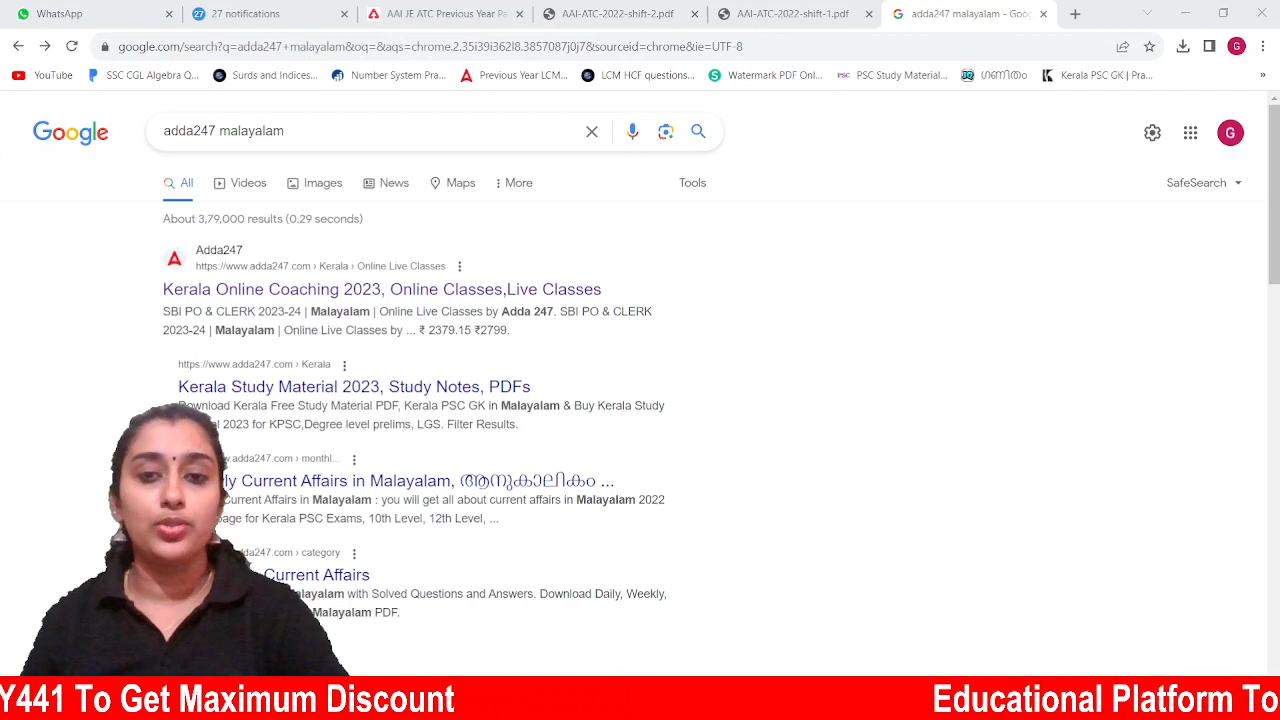 WhatsApp
27 notifications
AAI JE ATC Previous Year Pa
AAI-ATC-2022-shift-2.pdf
AAI-ATC-2022-shift-1.pdf
adda247 malayalam - Goog
google.com/search?q=adda247+malayalam&oq=&aqs=chrome.2.35i39i362l8.3857087j0j7&sourceid=chrome&ie=UTF-8
G
YouTube
SSC CGL Algebra Q...
Surds and Indices...
Number System Pra...
Previous Year LCM...
LCM HCF questions...
Watermark PDF Onl...
PSC Study Material...
ഗണിതം
Kerala PSC GK | Pra...
Google
adda247 malayalam
G
All
Videos
Images
News
Maps
More
Tools
SafeSearch
About 3,79,000 results (0.29 seconds)
Adda247
https://www.adda247.com › Kerala › Online Live Classes
Kerala Online Coaching 2023, Online Classes,Live Classes
SBI PO & CLERK 2023-24 | Malayalam | Online Live Classes by Adda 247. SBI PO & CLERK
2023-24 | Malayalam | Online Live Classes by ... ₹ 2379.15 ₹2799.
https://www.adda247.com › Kerala
Kerala Study Material 2023, Study Notes, PDFs
Download Kerala Free Study Material PDF, Kerala PSC GK in Malayalam & Buy Kerala Study
2023 for KPSC,Degree level prelims, LGS. Filter Results.
dda247.com › monthl...
ly Current Affairs in Malayalam, ആനുകാലികം ...
Current Affairs in Malayalam : you will get all about current affairs in Malayalam 2022
page for Kerala PSC Exams, 10th Level, 12th Level, ...
dda247.com › category
Current Affairs
alayalam with Solved Questions and Answers. Download Daily, Weekly,
Malayalam PDF.
Y441 To Get Maximum Discount
Educational Platform To